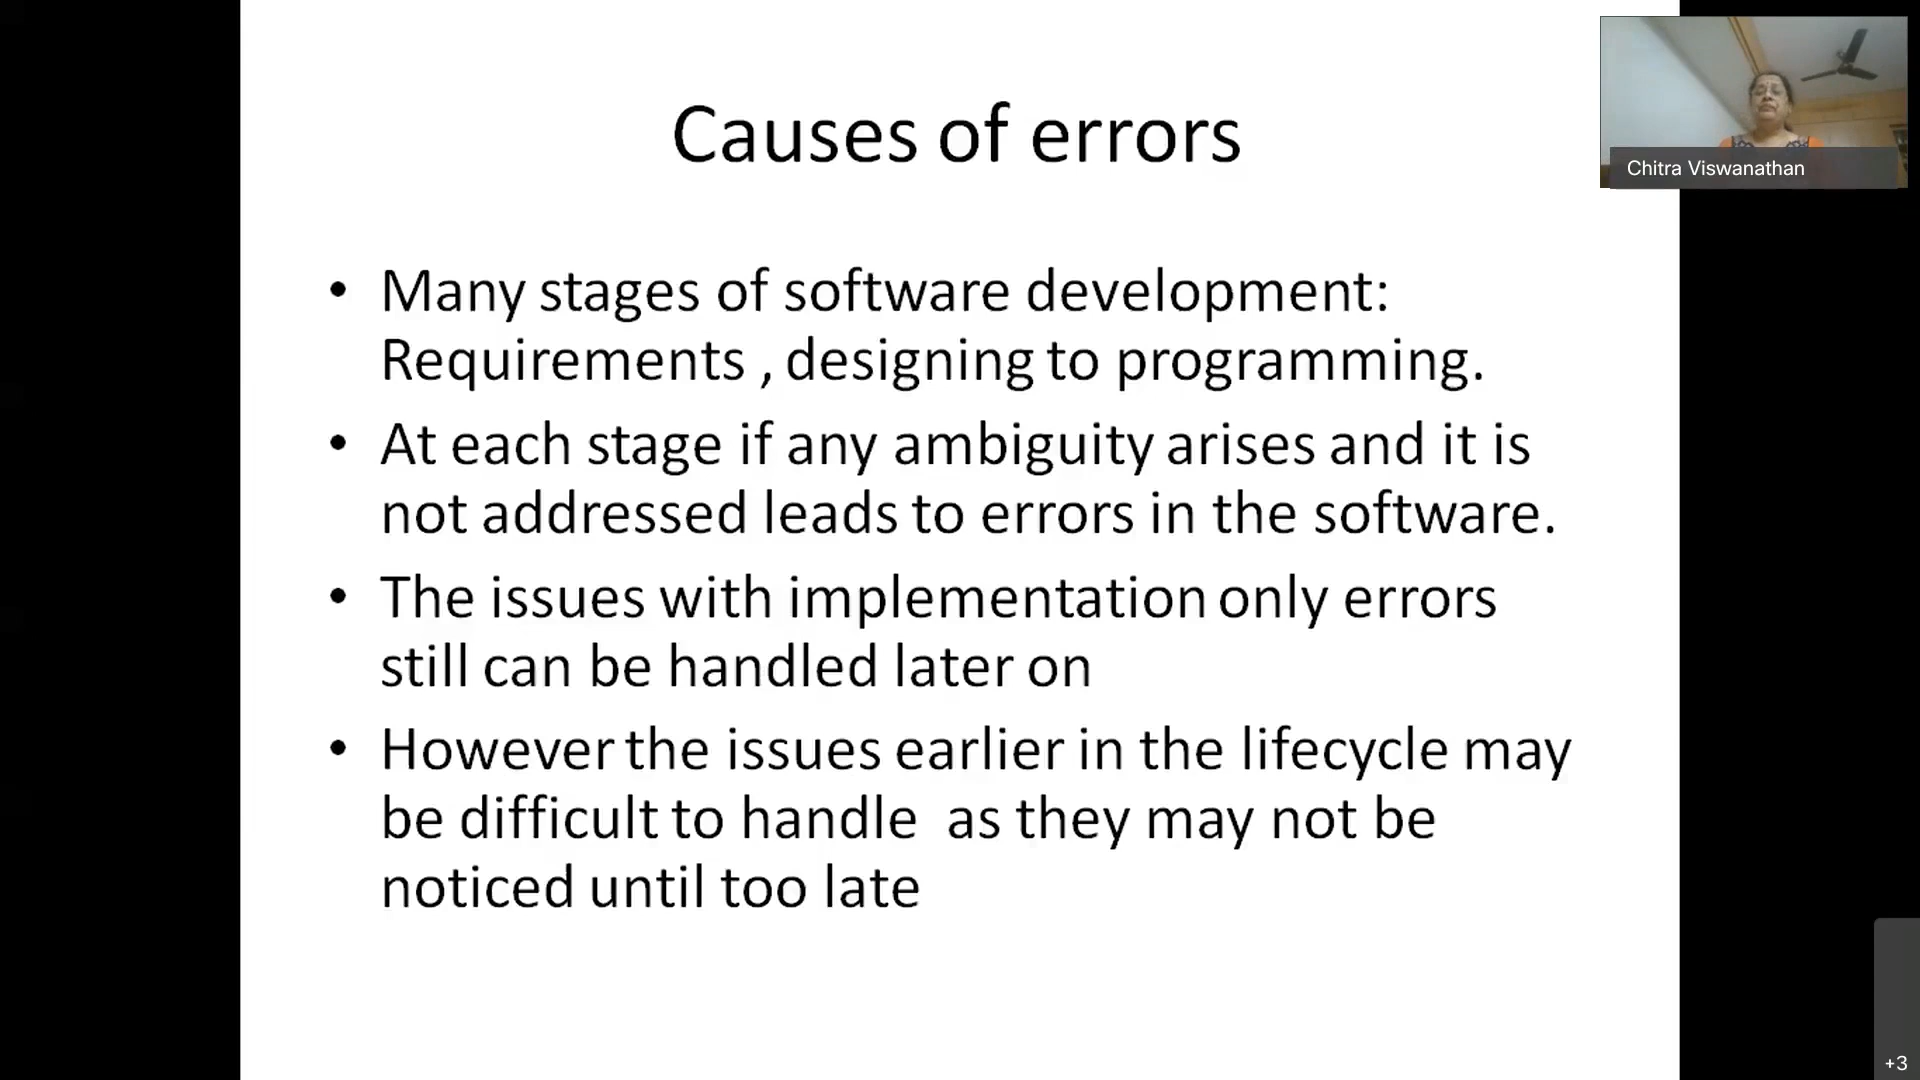 Causes of errors
Chitra Viswanathan
• Many stages of software development:
Requirements , designing to programming.
• At each stage if any ambiguity arises and it is
not addressed leads to errors in the software.
• The issues with implementation only errors
still can be handled later on
• However the issues earlier in the lifecycle may
be difficult to handle  as they may not be
noticed until too late
+3